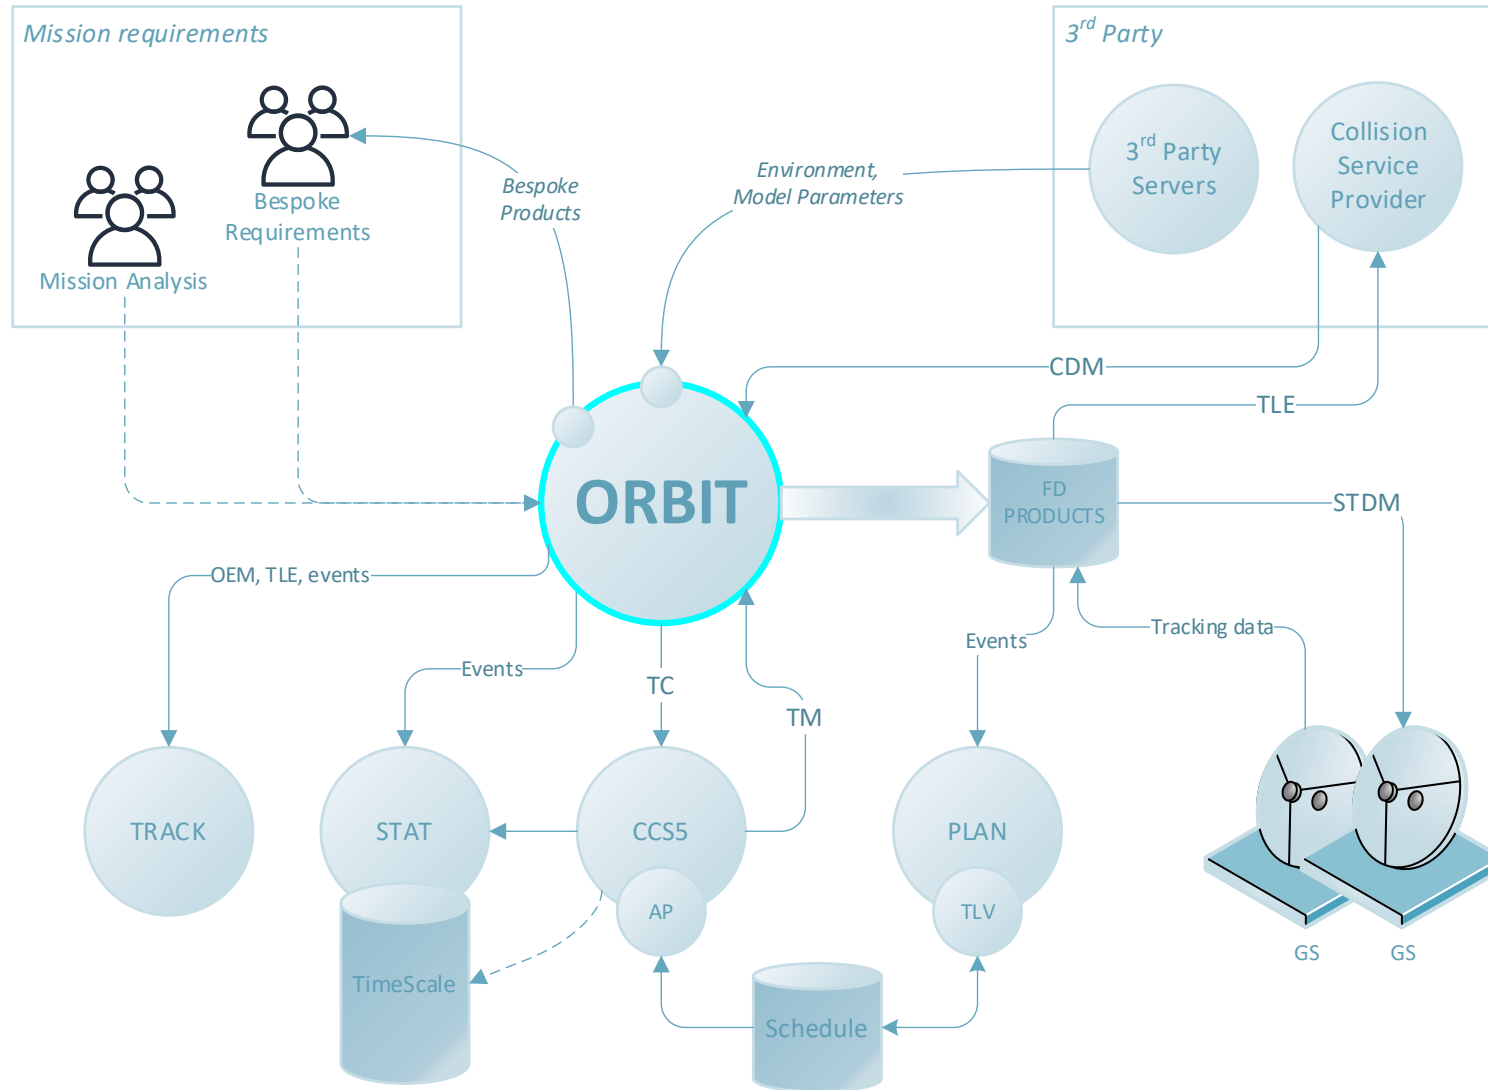 Mission requirements
3rd Party
Bespoke
Requirements
Mission Analysis
Bespoke
Products
Environment,
Model Parameters
3rd Party
Servers
Collision
Service
Provider
CDM
TLE
ORBIT
FD
PRODUCTS
STDM
OEM, TLE, events
Events
TC
TM
Events
Tracking data
TRACK
STAT
CCS5
PLAN
AP
TLV
TimeScale
Schedule
GS
GS